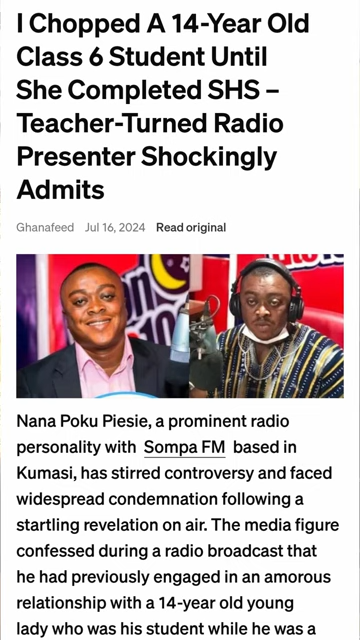 I Chopped A 14-Year Old
Class 6 Student Until
She Completed SHS –
Teacher-Turned Radio
Presenter Shockingly
Admits
Ghanafeed Jul 16, 2024 Read original
Nana Poku Piesie, a prominent radio
personality with Sompa FM based in
Kumasi, has stirred controversy and faced
widespread condemnation following a
startling revelation on air. The media figure
confessed during a radio broadcast that
he had previously engaged in an amorous
relationship with a 14-year old young
lady who was his student while he was a